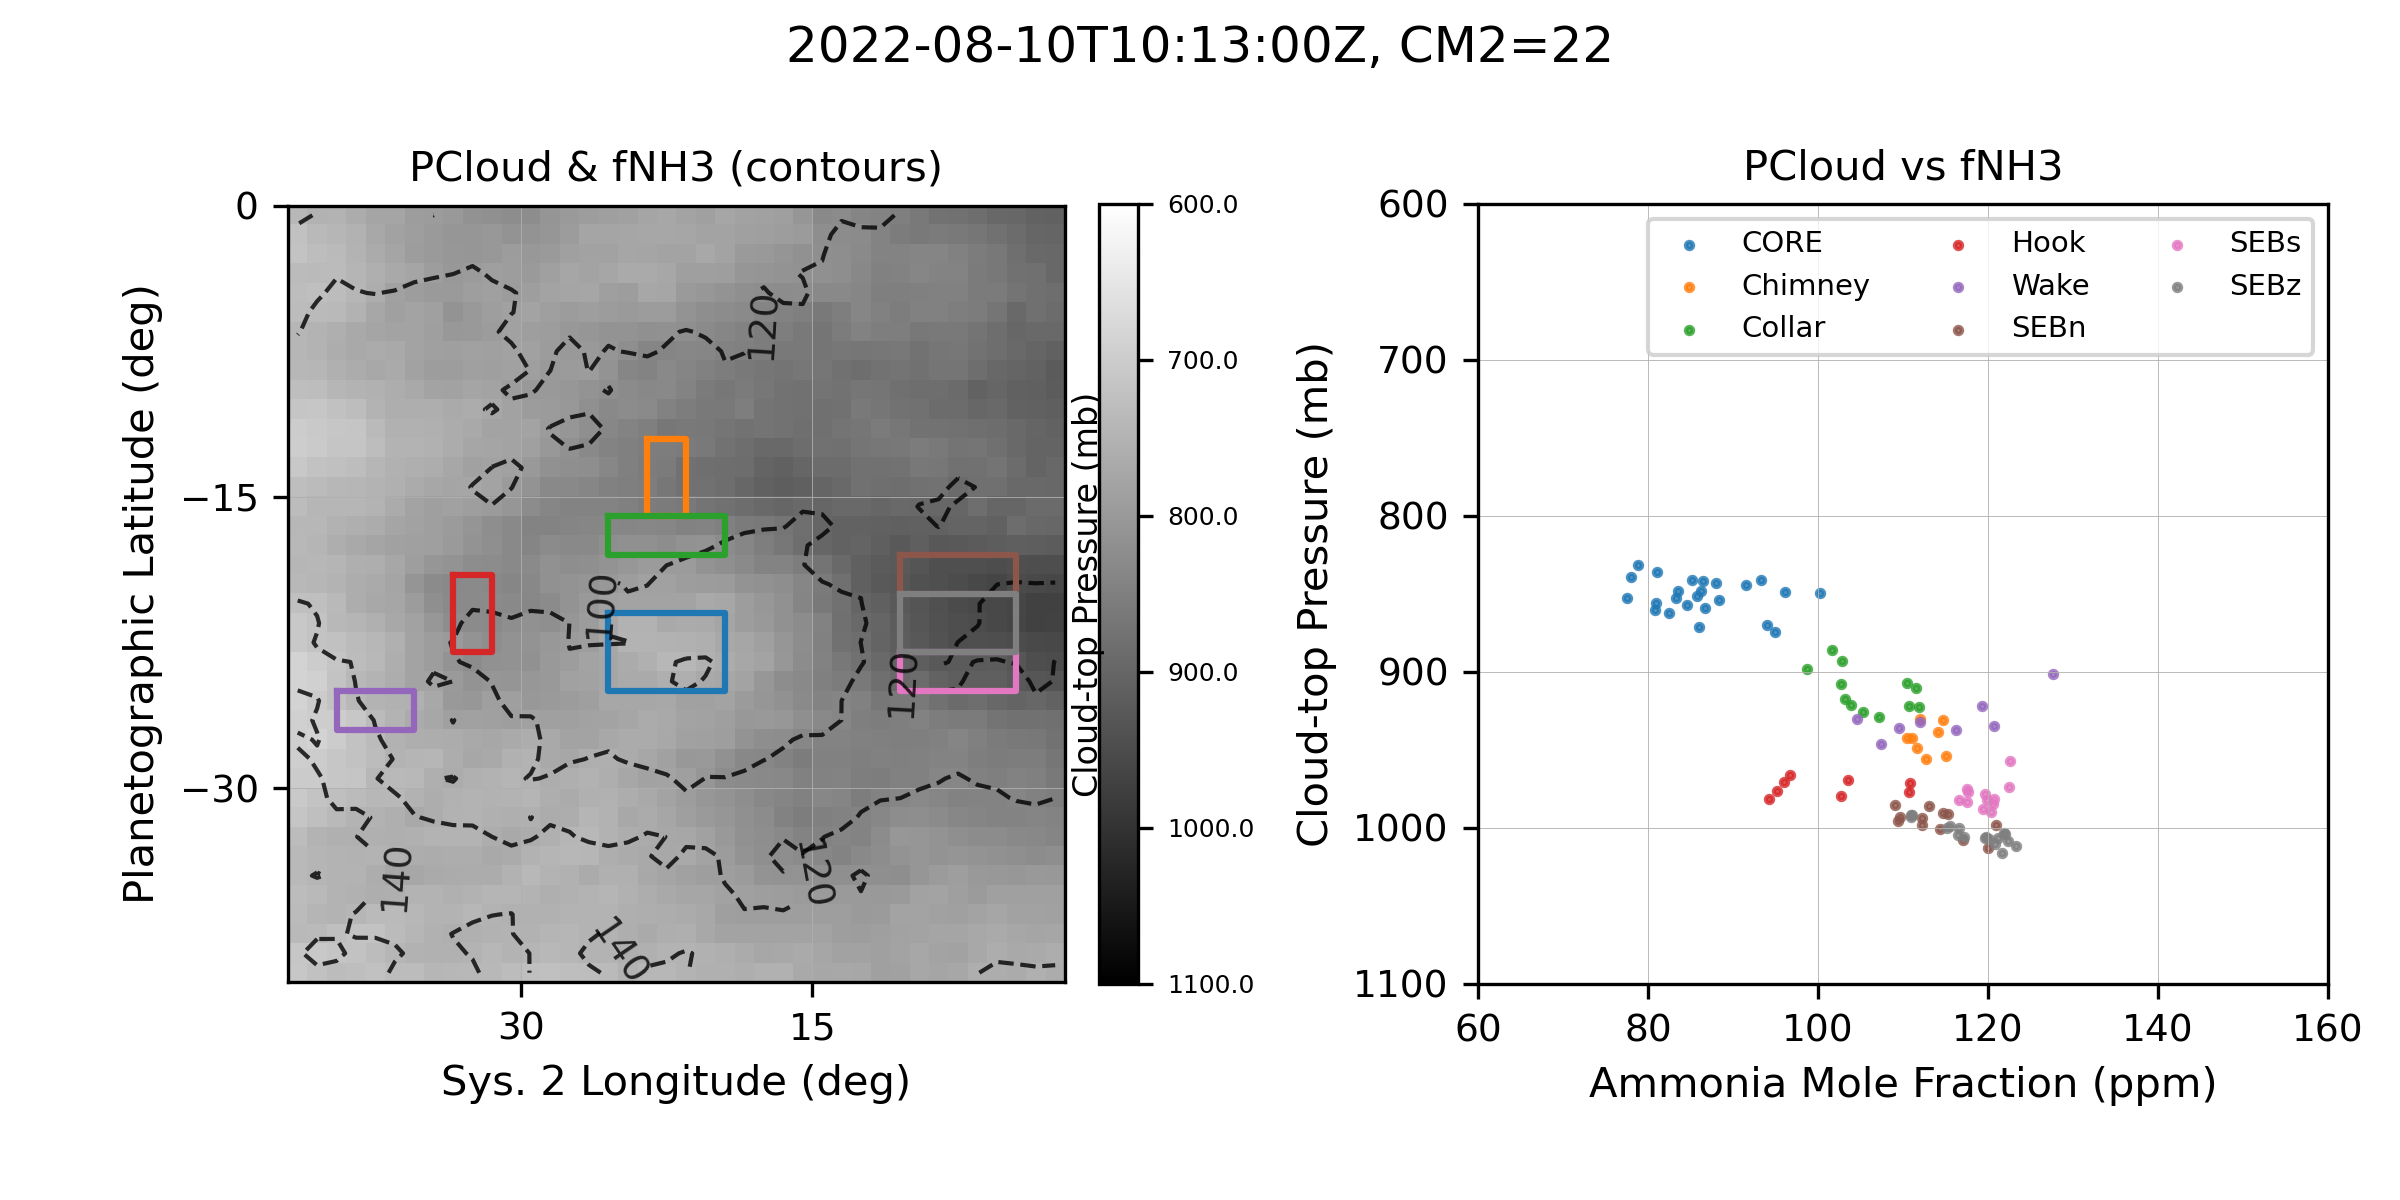 2022-08-10T10:13:00Z, CM2=22
PCloud & fNH3 (contours)
0
−15
−30
Planetographic Latitude (deg)
30
15
Sys. 2 Longitude (deg)
120
100
120
140
120
140
Cloud-top Pressure (mb)
600.0
700.0
800.0
900.0
1000.0
1100.0
PCloud vs fNH3
CORE
Chimney
Collar
Hook
Wake
SEBn
SEBs
SEBz
600
700
800
900
1000
1100
Cloud-top Pressure (mb)
60
80
100
120
140
160
Ammonia Mole Fraction (ppm)